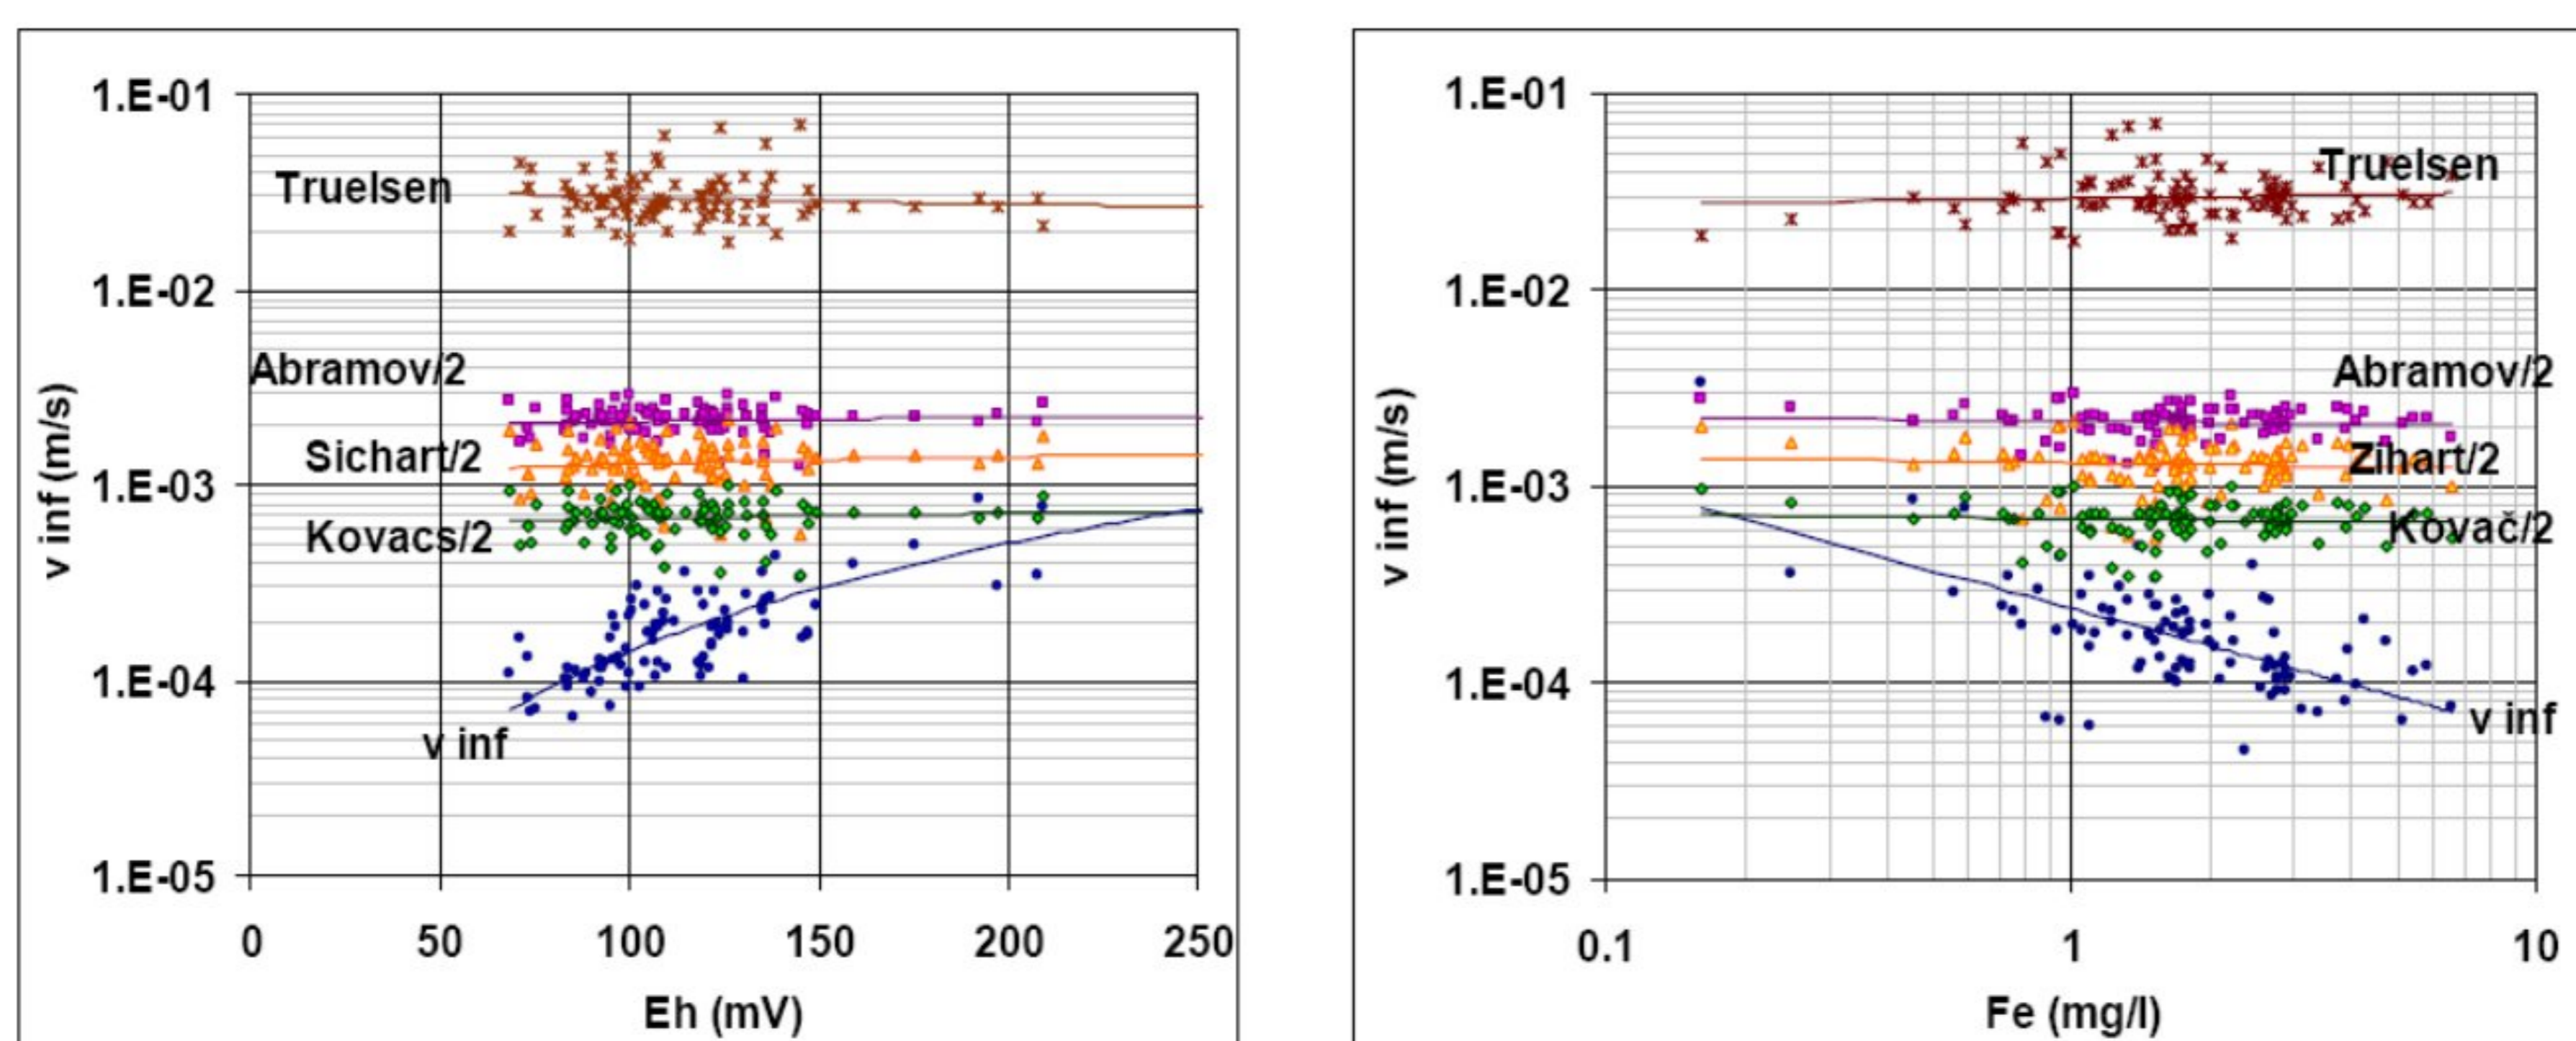 1.E-01
1.E-02
1.E-03
1.E-04
1.E-05
v inf (m/s)
Truelsen
Abramov/2
Sichart/2
Kovacs/2
v inf
0 50 100 150 200 250
Eh (mV)
1.E-01
1.E-02
1.E-03
1.E-04
1.E-05
v inf (m/s)
Truelsen
Abramov/2
Zihart/2
Kovač/2
v inf
0.1 1 10
Fe (mg/l)